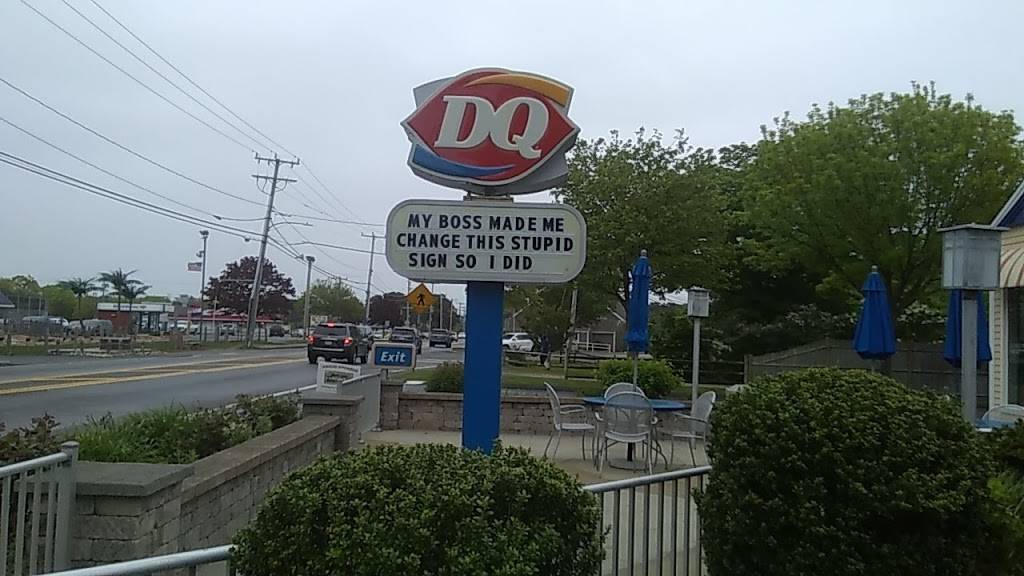 DQ
MY BOSS MADE ME
CHANGE THIS STUPID
SIGN SO I DID
Exit